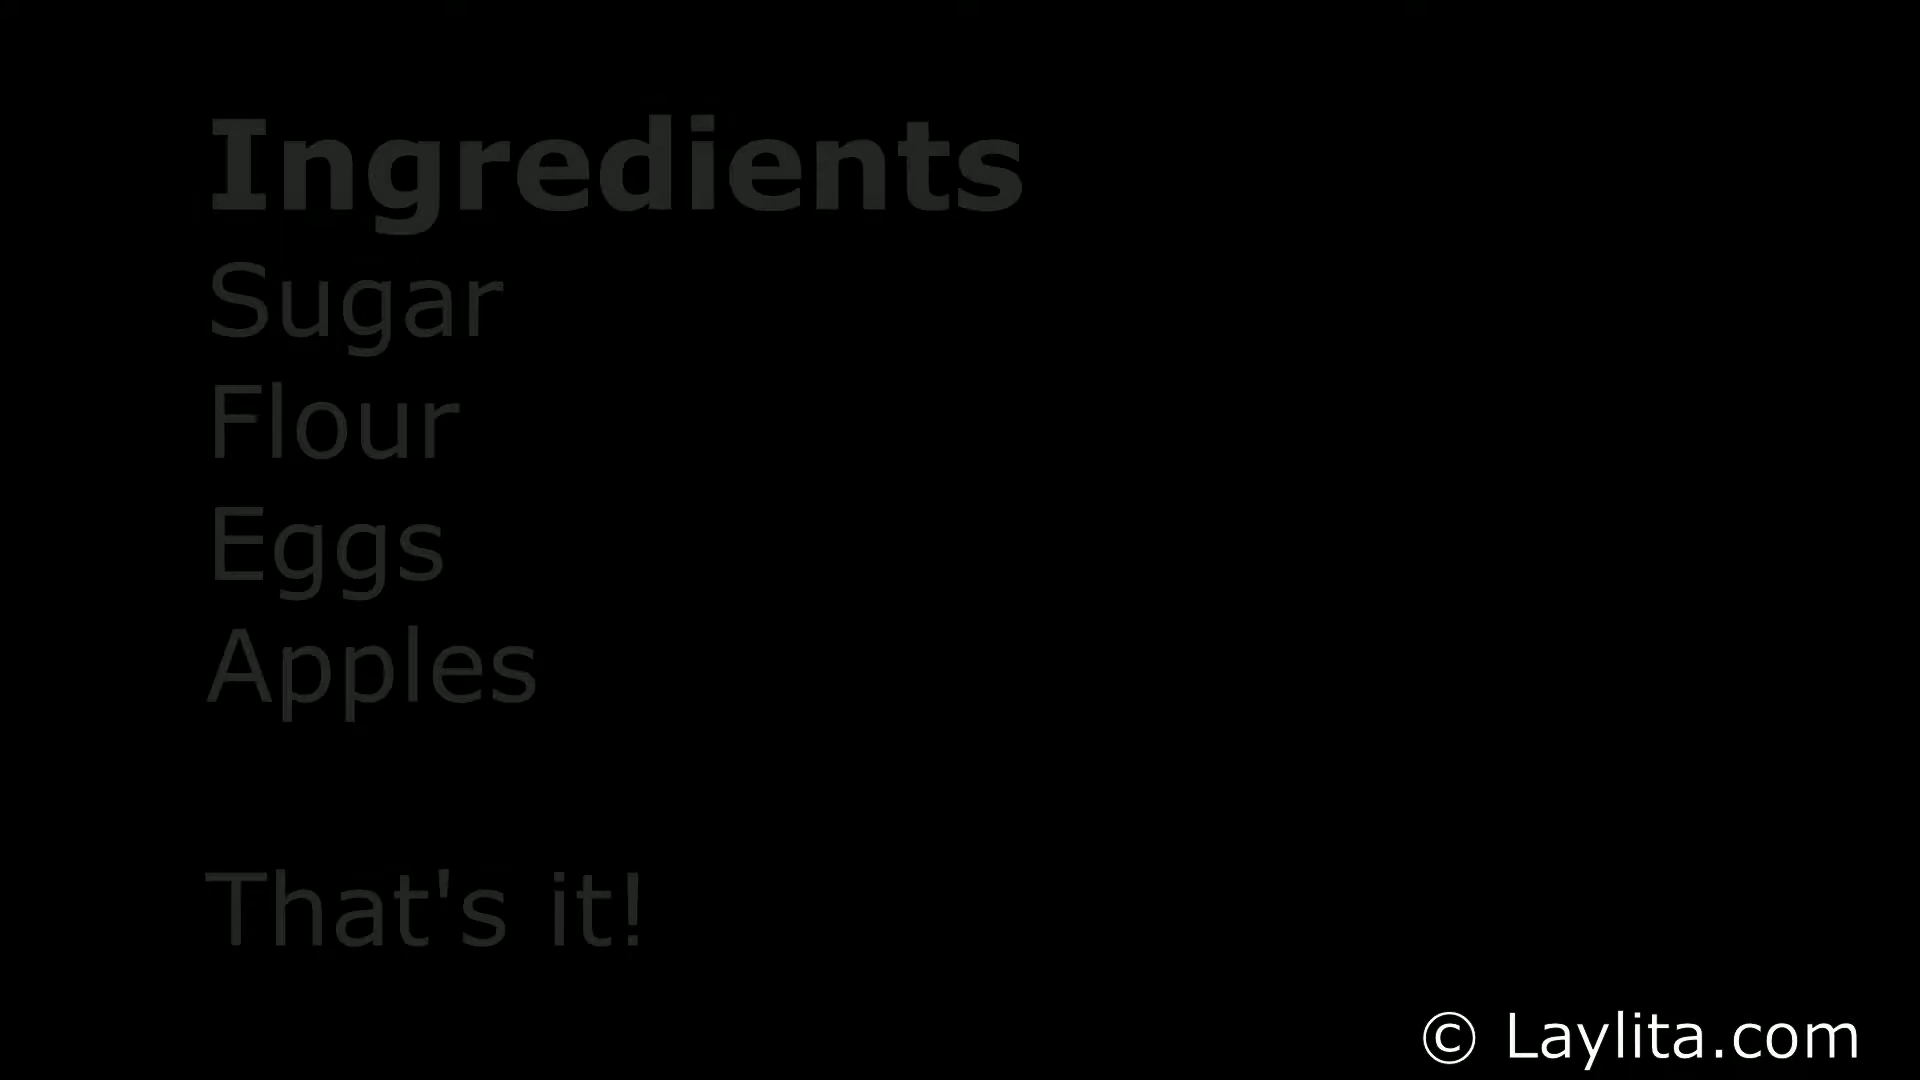 Ingredients
Sugar
Flour
Eggs
Apples
That's it!
© Laylita.com